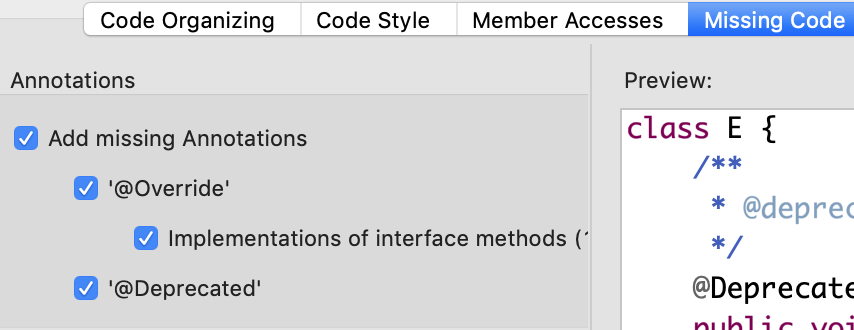 Code Organizing Code Style Member Accesses Missing Code
Annotations
Add missing Annotations
'@Override'
Implementations of interface methods (
'@Deprecated'
Preview:
class E {
/**
* @deprec
*/
@Deprecate
public voi